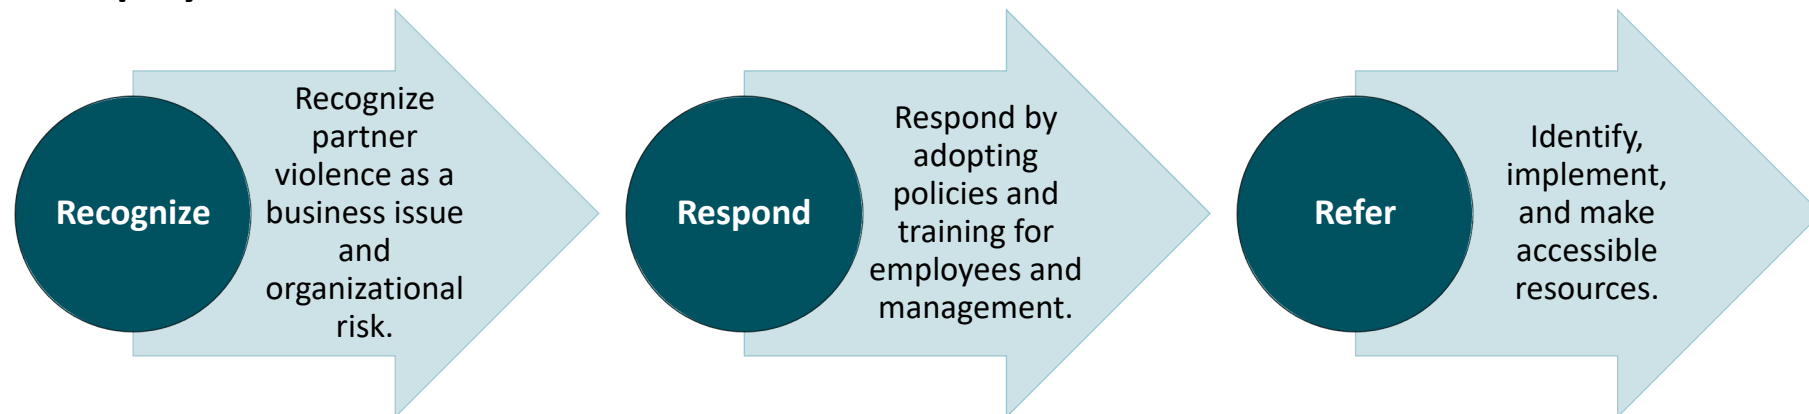 Recognize
Recognize
partner
violence as a
business issue
and
organizational
risk.
Respond
Respond by
adopting
policies and
training for
employees and
management.
Refer
Identify,
implement,
and make
accessible
resources.